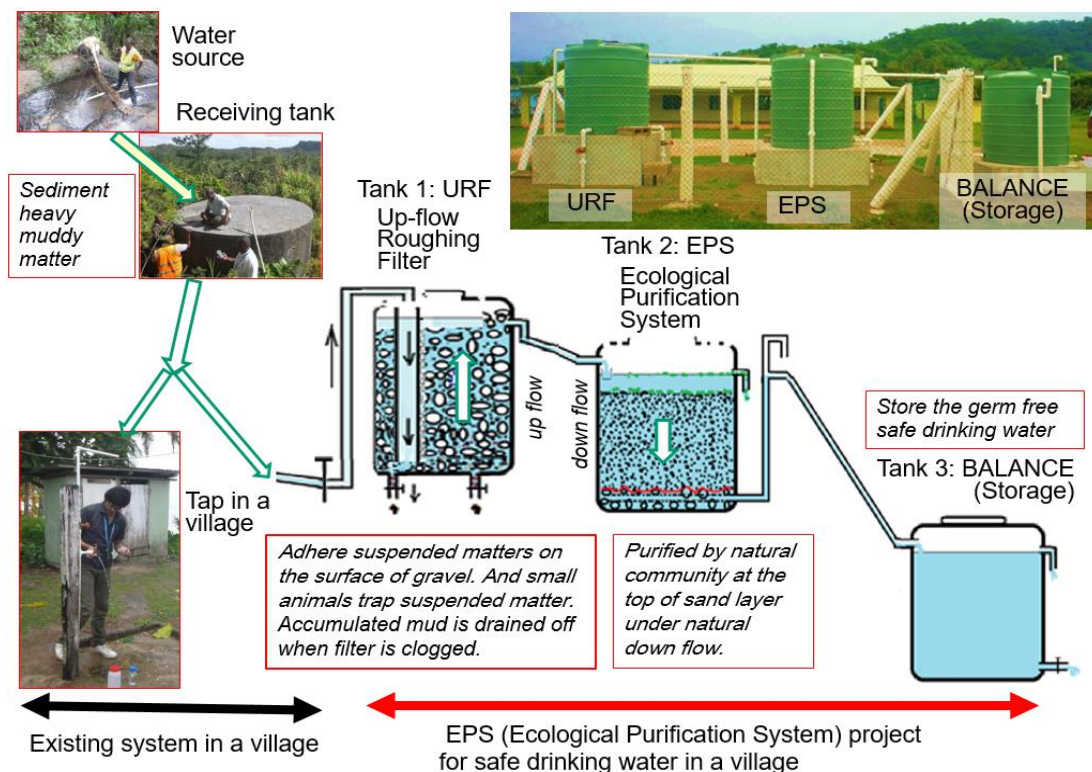 Water
source
Receiving tank
Sediment
heavy
muddy
matter
Tank 1: URF
Up-flow
Roughing
Filter
URF
EPS
BALANCE
(Storage)
Tank 2: EPS
Ecological
Purification
System
up flow
down flow
Store the germ free
safe drinking water
Tank 3: BALANCE
(Storage)
Tap in a
village
Adhere suspended matters on
the surface of gravel. And small
animals trap suspended matter.
Accumulated mud is drained off
when filter is clogged.
Purified by natural
community at the
top of sand layer
under natural
down flow.
Existing system in a village
EPS (Ecological Purification System) project
for safe drinking water in a village